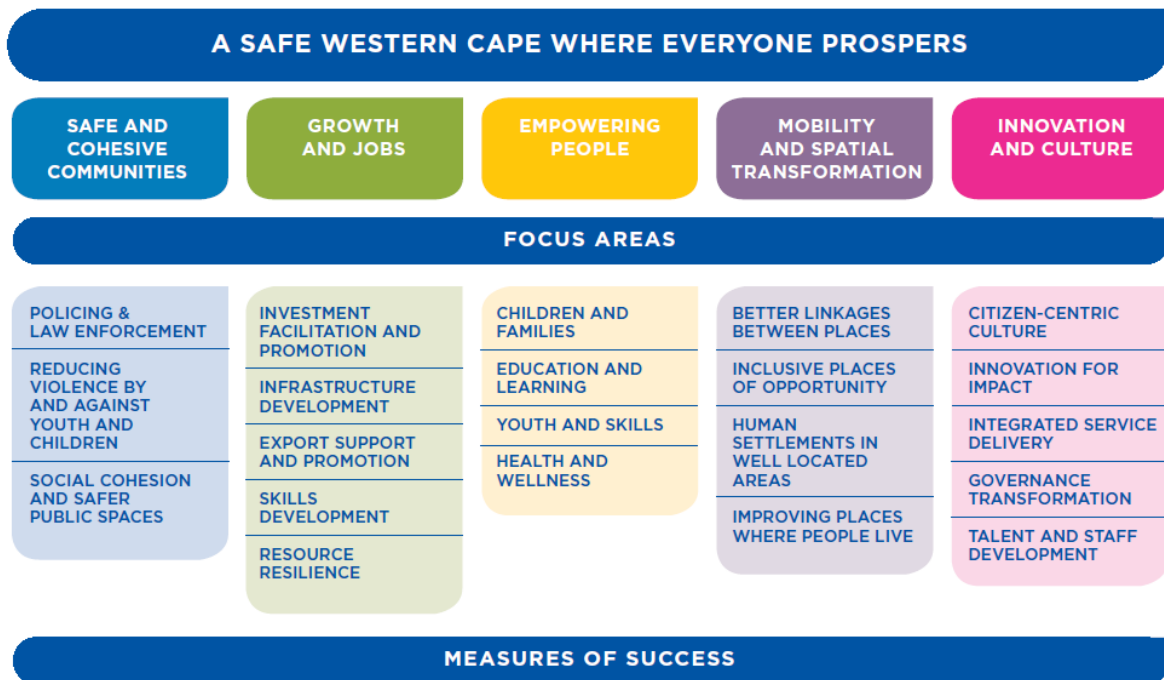 A SAFE WESTERN CAPE WHERE EVERYONE PROSPERS
SAFE AND
COHESIVE
COMMUNITIES
GROWTH
AND JOBS
EMPOWERING
PEOPLE
MOBILITY
AND SPATIAL
TRANSFORMATION
INNOVATION
AND CULTURE
FOCUS AREAS
POLICING &
LAW ENFORCEMENT
REDUCING
VIOLENCE BY
AND AGAINST
YOUTH AND
CHILDREN
SOCIAL COHESION
AND SAFER
PUBLIC SPACES
INVESTMENT
FACILITATION AND
PROMOTION
INFRASTRUCTURE
DEVELOPMENT
EXPORT SUPPORT
AND PROMOTION
SKILLS
DEVELOPMENT
RESOURCE
RESILIENCE
CHILDREN AND
FAMILIES
EDUCATION AND
LEARNING
YOUTH AND SKILLS
HEALTH AND
WELLNESS
BETTER LINKAGES
BETWEEN PLACES
INCLUSIVE PLACES
OF OPPORTUNITY
HUMAN
SETTLEMENTS IN
WELL LOCATED
AREAS
IMPROVING PLACES
WHERE PEOPLE LIVE
CITIZEN-CENTRIC
CULTURE
INNOVATION FOR
IMPACT
INTEGRATED SERVICE
DELIVERY
GOVERNANCE
TRANSFORMATION
TALENT AND STAFF
DEVELOPMENT
MEASURES OF SUCCESS